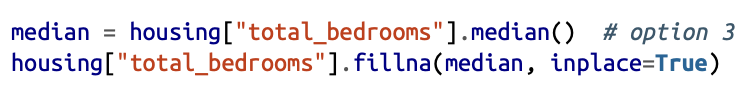 median = housing["total_bedrooms"].median()  # option 3
housing["total_bedrooms"].fillna(median, inplace=True)